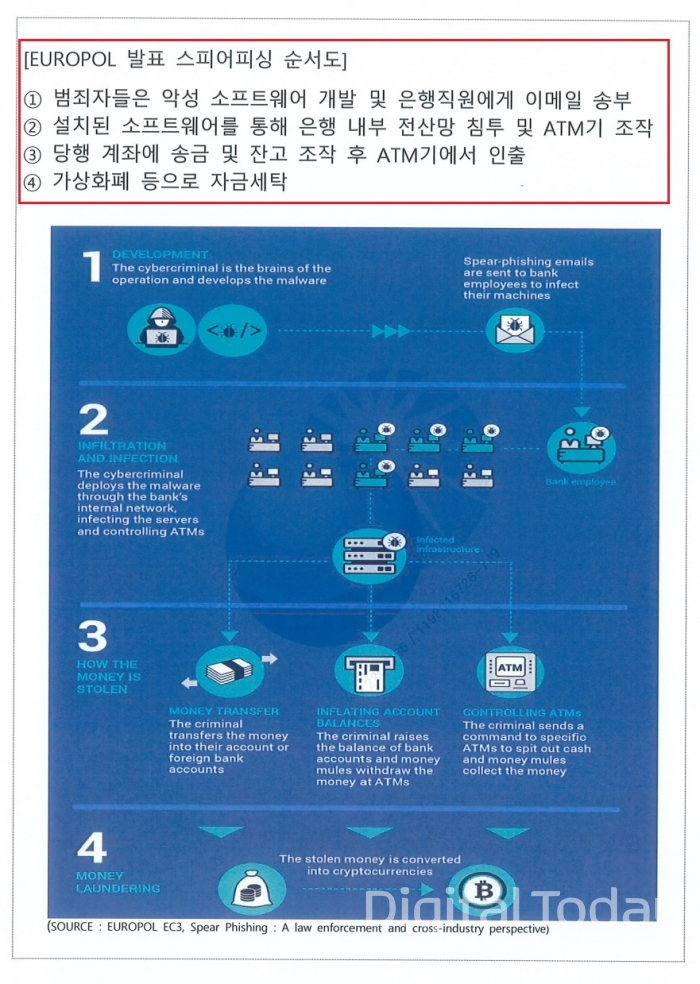 [EUROPOL 발표 스피어피싱 순서도]
① 범죄자들은 악성 소프트웨어 개발 및 은행직원에게 이메일 송부
② 설치된 소프트웨어를 통해 은행 내부 전산망 침투 및 ATM기 조작
③ 당행 계좌에 송금 및 잔고 조작 후 ATM기에서 인출
④ 가상화폐 등으로 자금세탁
1
DEVELOPMENT
The cybercriminal is the brains of the
operation and develops the malware
Spear-phishing emails
are sent to bank
employees to infect
their machines
</>
2
INFILTRATION
AND INFECTION
The cybercriminal
deploys the malware
through the bank's
internal network,
infecting the servers
and controlling ATMs
Bank employee
Infected
infrastructure
3
HOW THE
MONEY IS
STOLEN
MONEY TRANSFER
The criminal
transfers the money
into their account or
foreign bank
accounts
INFLATING ACCOUNT
BALANCES
The criminal raises
the balance of bank
accounts and money
mules withdraw the
money at ATMs
ATM
CONTROLLING ATMs
The criminal sends a
command to specific
ATMs to spit out cash
and money mules
collect the money
4
MONEY
LAUNDERING
The stolen money is converted
into cryptocurrencies
Digital Today
(SOURCE : EUROPOL EC3, Spear Phishing : A law enforcement and cross-industry perspective)